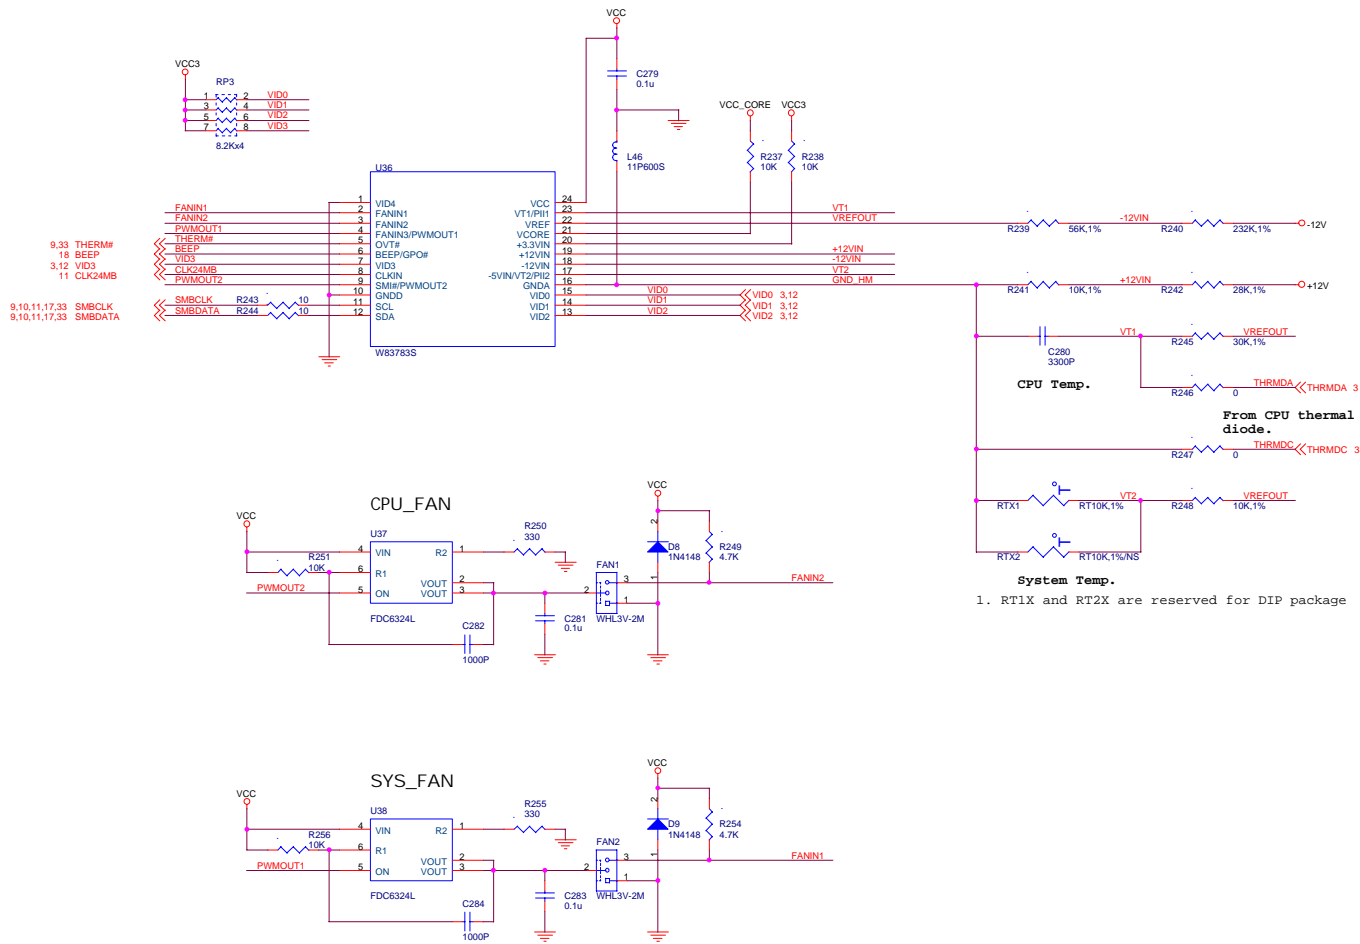 VCC
VCC3
RP3
1 2 VID0
3 4 VID1
5 6 VID2
7 8 VID3
8.2Kx4
C279
0.1u
VCC_CORE VCC3
L46
11P600S
R237
10K
R238
10K
U36
1 VID4
FANIN1 2 FANIN1
FANIN2 3 FANIN2
PWMOUT1 4 FANIN3/PWMOUT1
9,33 THERM# THERM# 5 OVT#
18 BEEP BEEP 6 BEEP/GPO#
3,12 VID3 VID3 7 VID3
11 CLK24MB CLK24MB 8 CLKIN
PWMOUT2 9 SMI#/PWMOUT2
10 GNDD
9,10,11,17,33 SMBCLK SMBCLK R243 10 11 SCL
9,10,11,17,33 SMBDATA SMBDATA R244 10 12 SDA
VCC 24
VT1/PII1 23 VT1
VREF 22 VREFOUT
VCORE 21
+3.3VIN 20
+12VIN 19 +12VIN
-12VIN 18 -12VIN
-5VIN/VT2/PII2 17 VT2
GNDA 16 GND_HM
VID0 15 VID0 VID0 3,12
VID1 14 VID1 VID1 3,12
VID2 13 VID2 VID2 3,12
W83783S
R239 56K,1% -12VIN R240 232K,1% -12V
R241 10K,1% +12VIN R242 28K,1% +12V
C280
3300P
VT1 R245 30K,1% VREFOUT
CPU Temp.
R246 0 THRMDA THRMDA 3
From CPU thermal
diode.
R247 0 THRMDC THRMDC 3
RTX1 RT10K,1% VT2 R248 10K,1% VREFOUT
RTX2 RT10K,1%/NS
System Temp.
1. RT1X and RT2X are reserved for DIP package
CPU_FAN
VCC
U37
R251
10K
PWMOUT2
4 VIN
6 R1
5 ON
R2 1
VOUT 2
VOUT 3
FDC6324L
R250
330
C282
1000P
C281
0.1u
2
FAN1
3
1
WHL3V-2M
VCC
2
D8
1N4148
1
R249
4.7K
FANIN2
SYS_FAN
VCC
U38
R256
10K
PWMOUT1
4 VIN
6 R1
5 ON
R2 1
VOUT 2
VOUT 3
FDC6324L
R255
330
C284
1000P
C283
0.1u
2
FAN2
3
1
WHL3V-2M
VCC
2
D9
1N4148
1
R254
4.7K
FANIN1